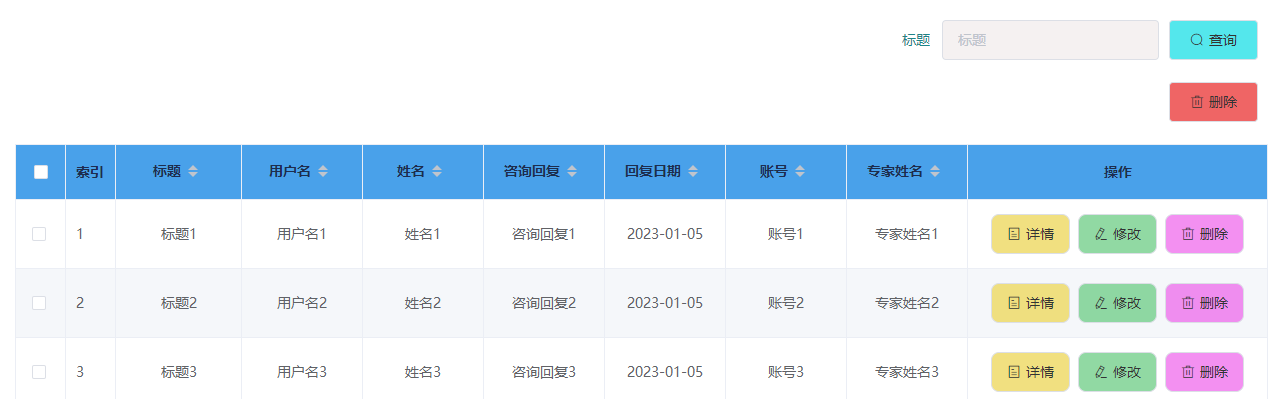 标题 标题 查询
删除
索引 标题 用户名 姓名 咨询回复 回复日期 账号 专家姓名 操作
1 标题1 用户名1 姓名1 咨询回复1 2023-01-05 账号1 专家姓名1 详情 修改 删除
2 标题2 用户名2 姓名2 咨询回复2 2023-01-05 账号2 专家姓名2 详情 修改 删除
3 标题3 用户名3 姓名3 咨询回复3 2023-01-05 账号3 专家姓名3 详情 修改 删除